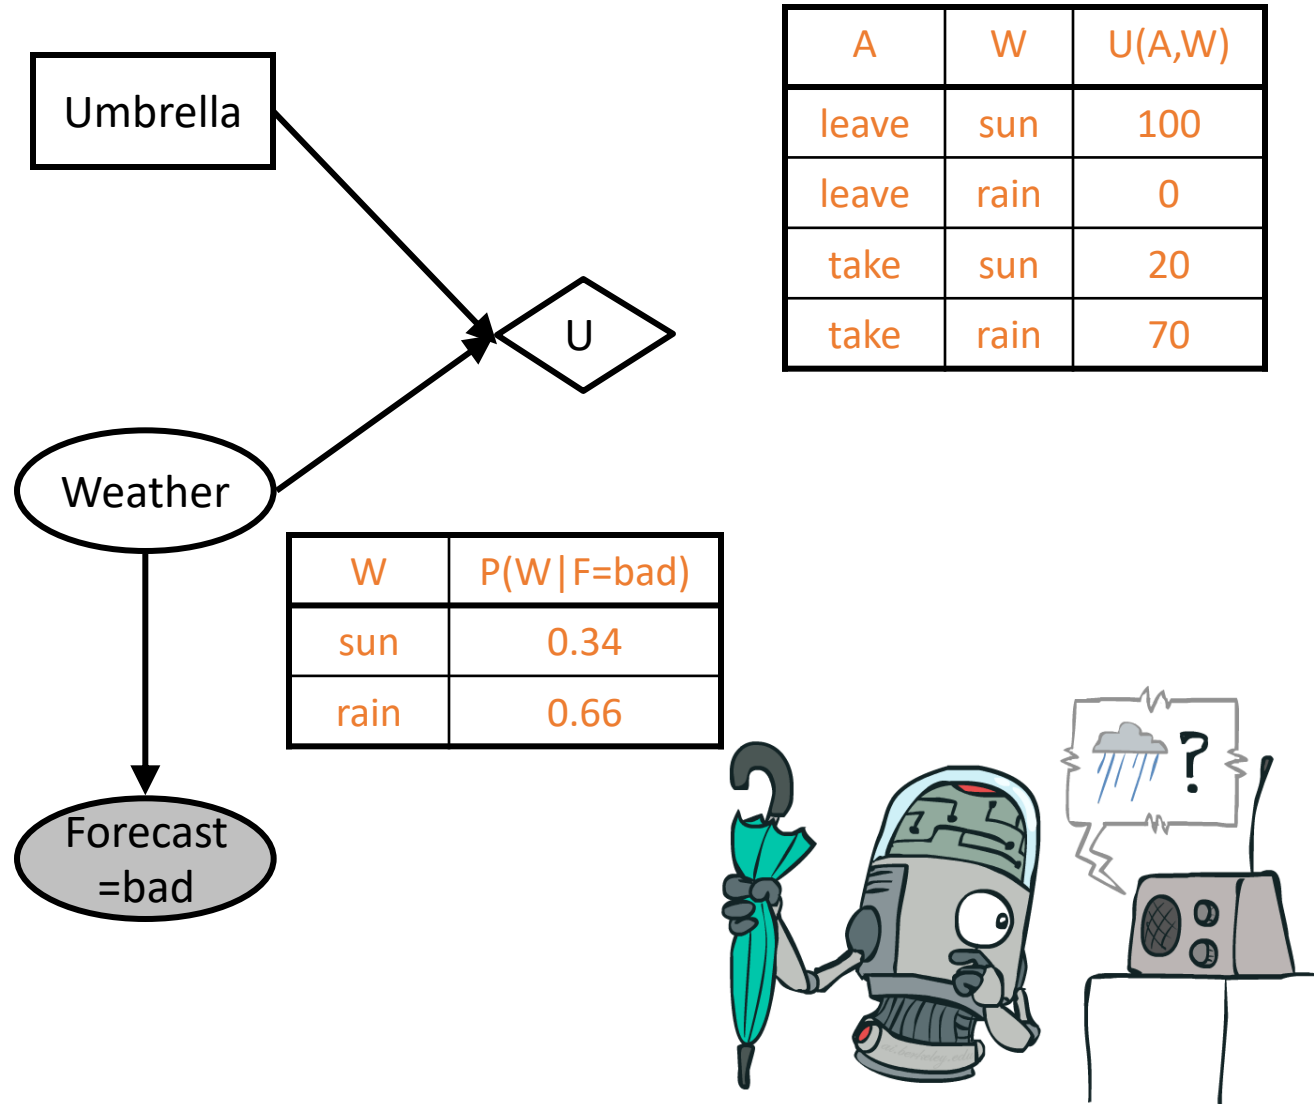 Umbrella
A W U(A,W)
leave sun 100
leave rain 0
take sun 20
take rain 70
U
Weather
W P(W|F=bad)
sun 0.34
rain 0.66
Forecast
=bad
?